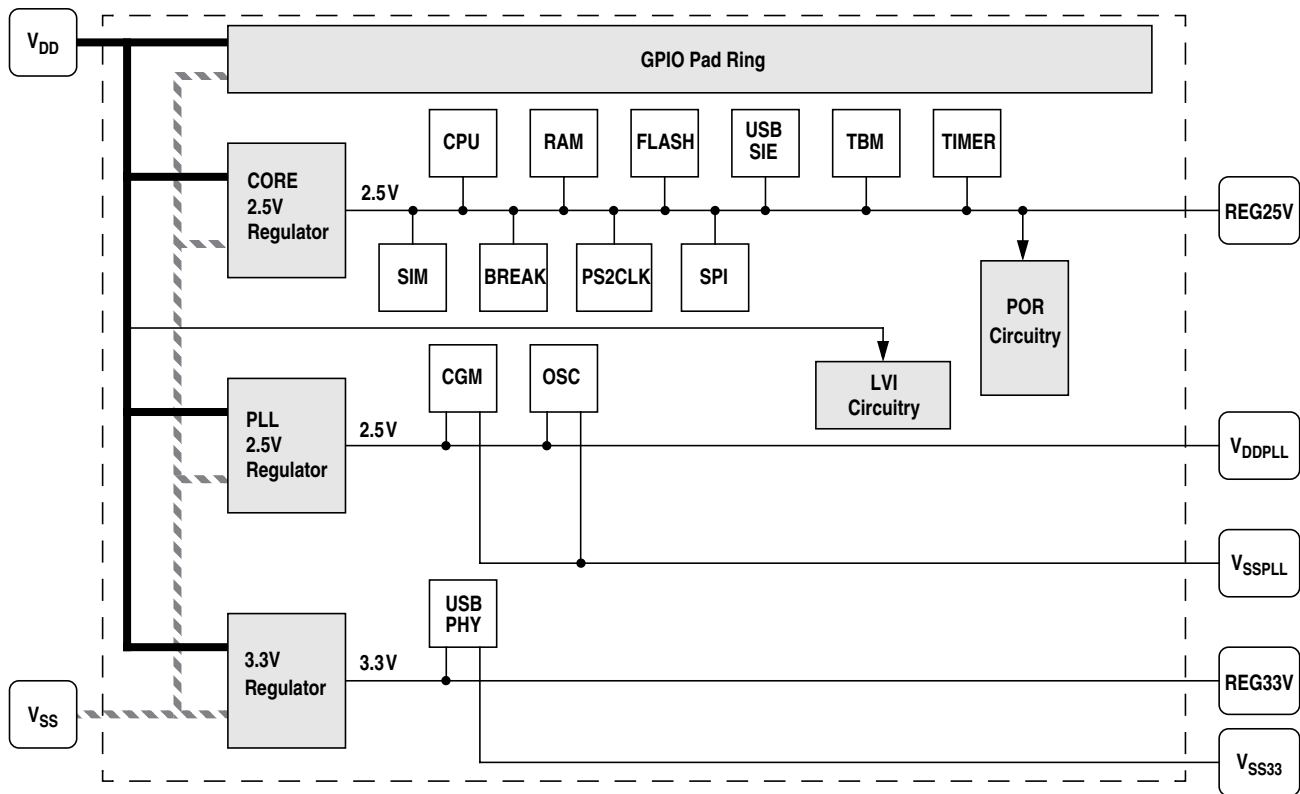 VDD
GPIO Pad Ring
CPU
RAM
FLASH
USB
SIE
TBM
TIMER
CORE
2.5V
Regulator
2.5V
REG25V
SIM
BREAK
PS2CLK
SPI
POR
Circuitry
CGM
OSC
LVI
Circuitry
PLL
2.5V
Regulator
2.5V
VDDPLL
VSSPLL
USB
PHY
3.3V
Regulator
3.3V
REG33V
VSS
VSS33